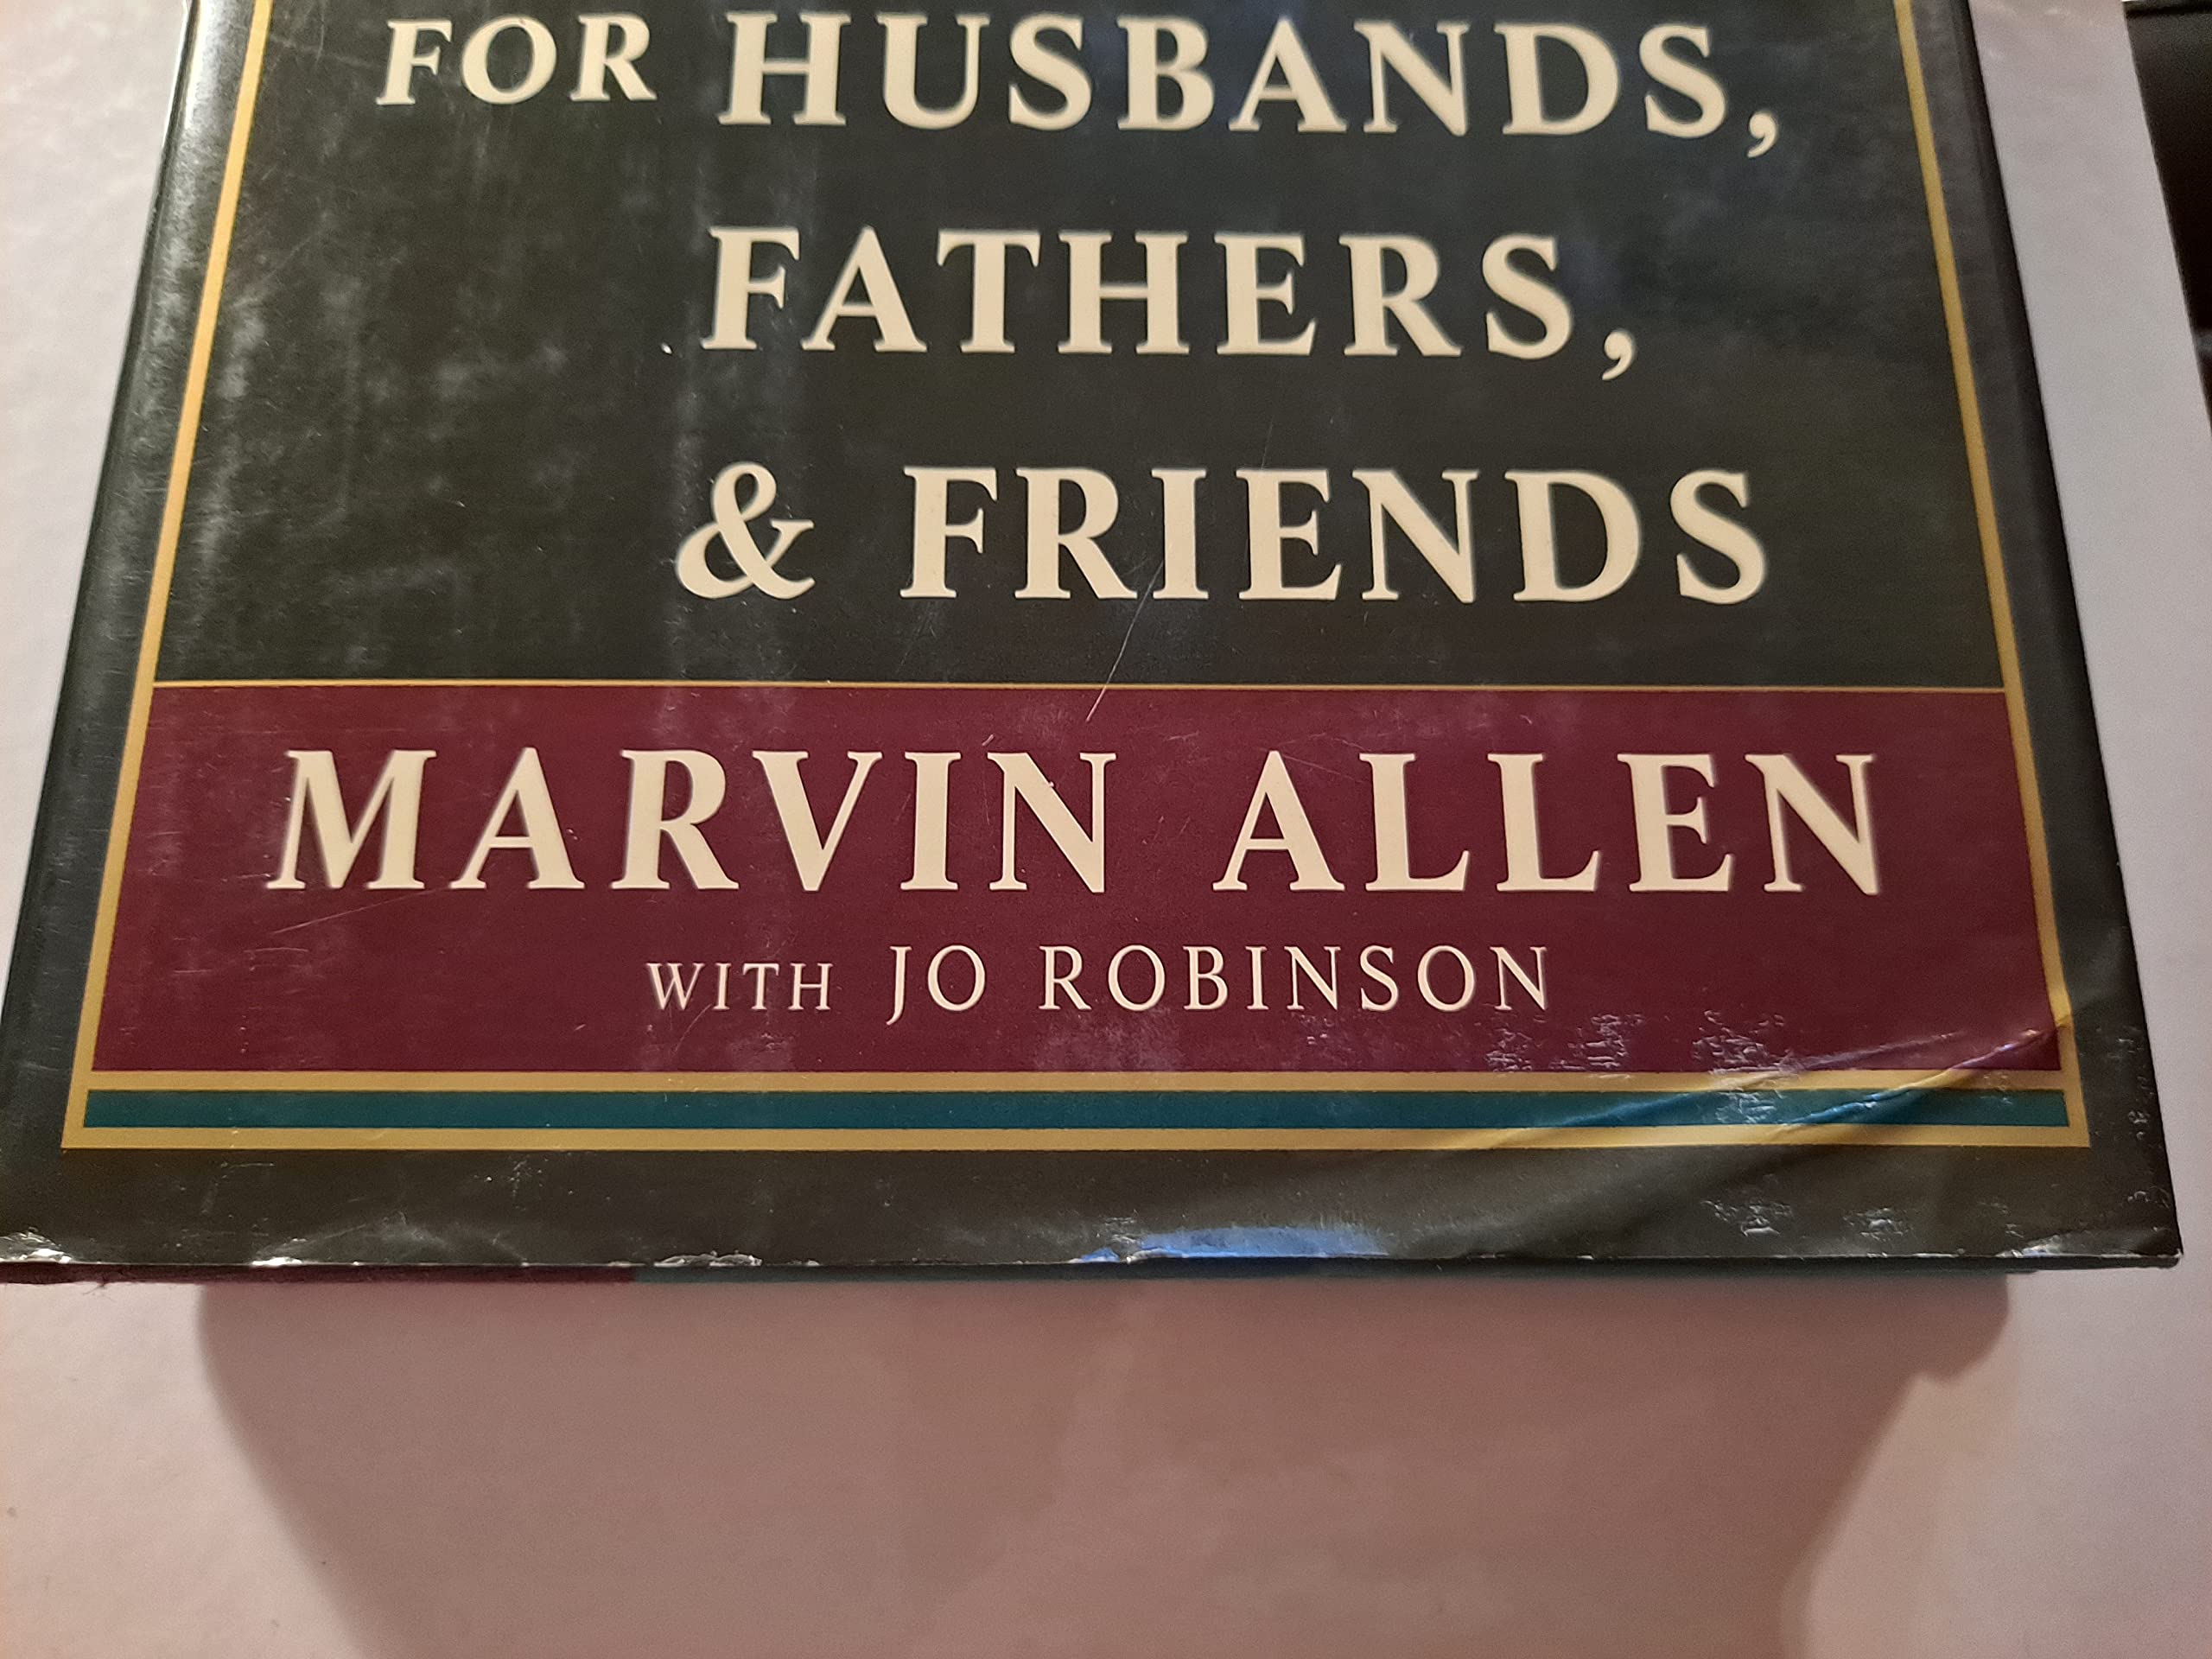 FOR HUSBANDS,
FATHERS,
& FRIENDS
MARVIN ALLEN
WITH JO ROBINSON